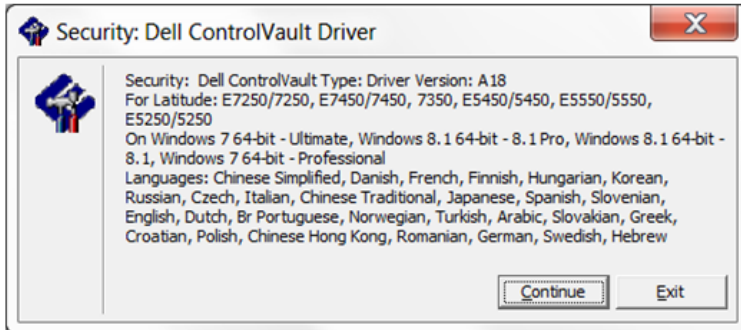 Security: Dell ControlVault Driver
X
Security:  Dell ControlVault Type: Driver Version: A18
For Latitude: E7250/7250, E7450/7450, 7350, E5450/5450, E5550/5550,
E5250/5250
On Windows 7 64-bit - Ultimate, Windows 8.1 64-bit - 8.1 Pro, Windows 8.1 64-bit -
8.1, Windows 7 64-bit - Professional
Languages: Chinese Simplified, Danish, French, Finnish, Hungarian, Korean,
Russian, Czech, Italian, Chinese Traditional, Japanese, Spanish, Slovenian,
English, Dutch, Br Portuguese, Norwegian, Turkish, Arabic, Slovakian, Greek,
Croatian, Polish, Chinese Hong Kong, Romanian, German, Swedish, Hebrew
Continue Exit